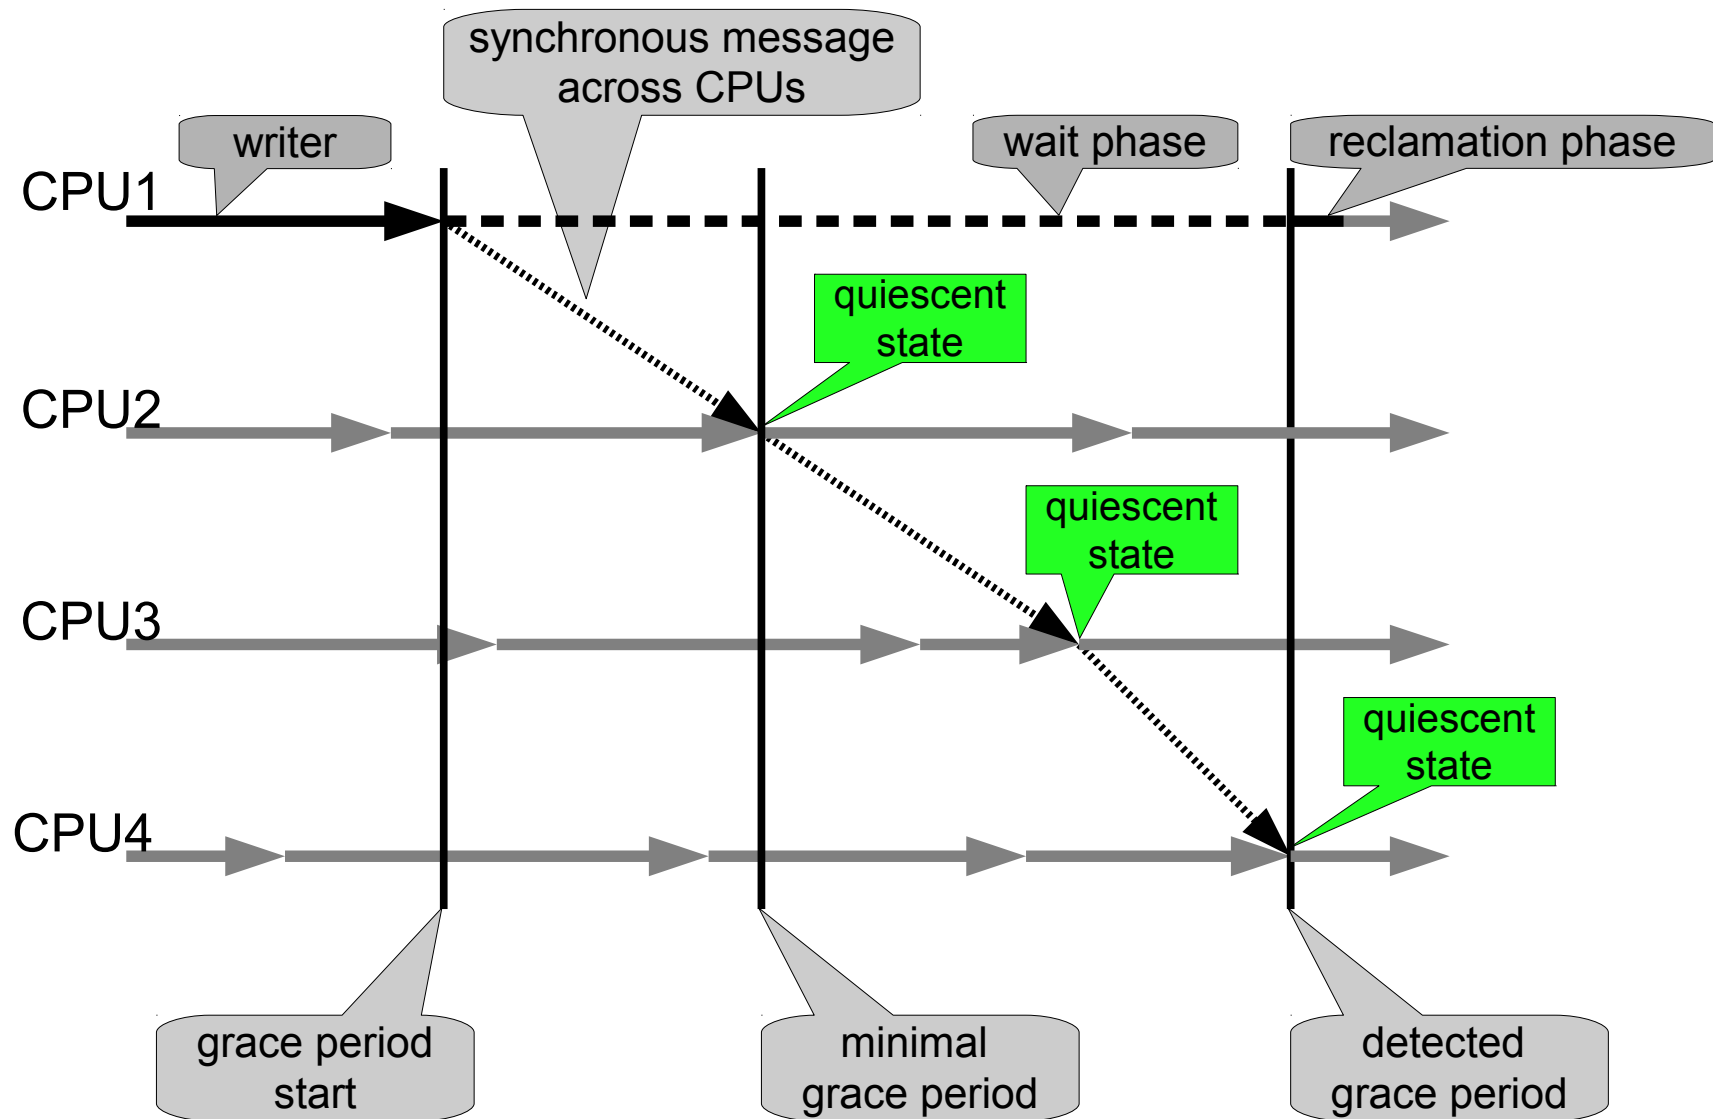 synchronous message
across CPUs
writer
wait phase
reclamation phase
CPU1
quiescent
state
CPU2
quiescent
state
CPU3
quiescent
state
CPU4
grace period
start
minimal
grace period
detected
grace period